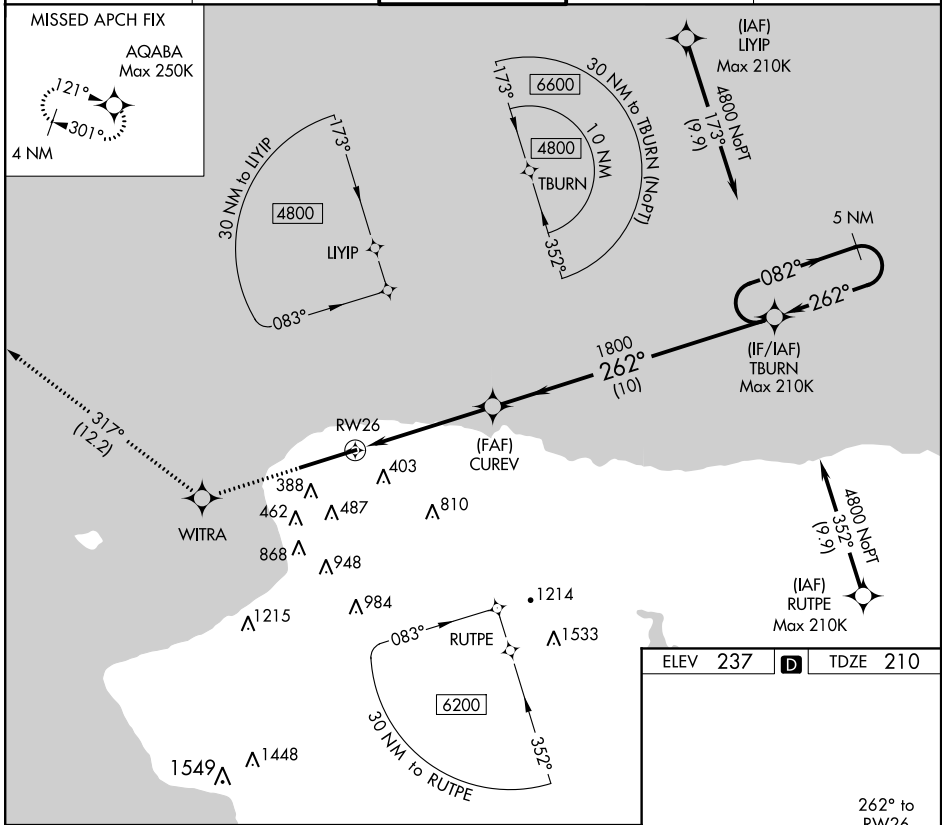 MISSED APCH FIX
AQABA
Max 250K
121°
301°
4 NM
(IAF)
LIYIP
Max 210K
4800 NoPT
173°
(9.9)
30 NM to LIYIP
173°
4800
LIYIP
083°
30 NM to TBURN (NoPT)
173°
6600
4800
10 NM
TBURN
352°
5 NM
082°
262°
(IF/IAF)
TBURN
Max 210K
1800
262°
(10)
317°
(12.2)
RW26
(FAF)
CUREV
WITRA
403
388
462
487
810
868
948
984
1215
1214
1533
1448
1549
083°
RUTPE
6200
352°
30 NM to RUTPE
4800 NoPT
352°
(9.9)
(IAF)
RUTPE
Max 210K
ELEV 237 D TDZE 210
262° to
RW26